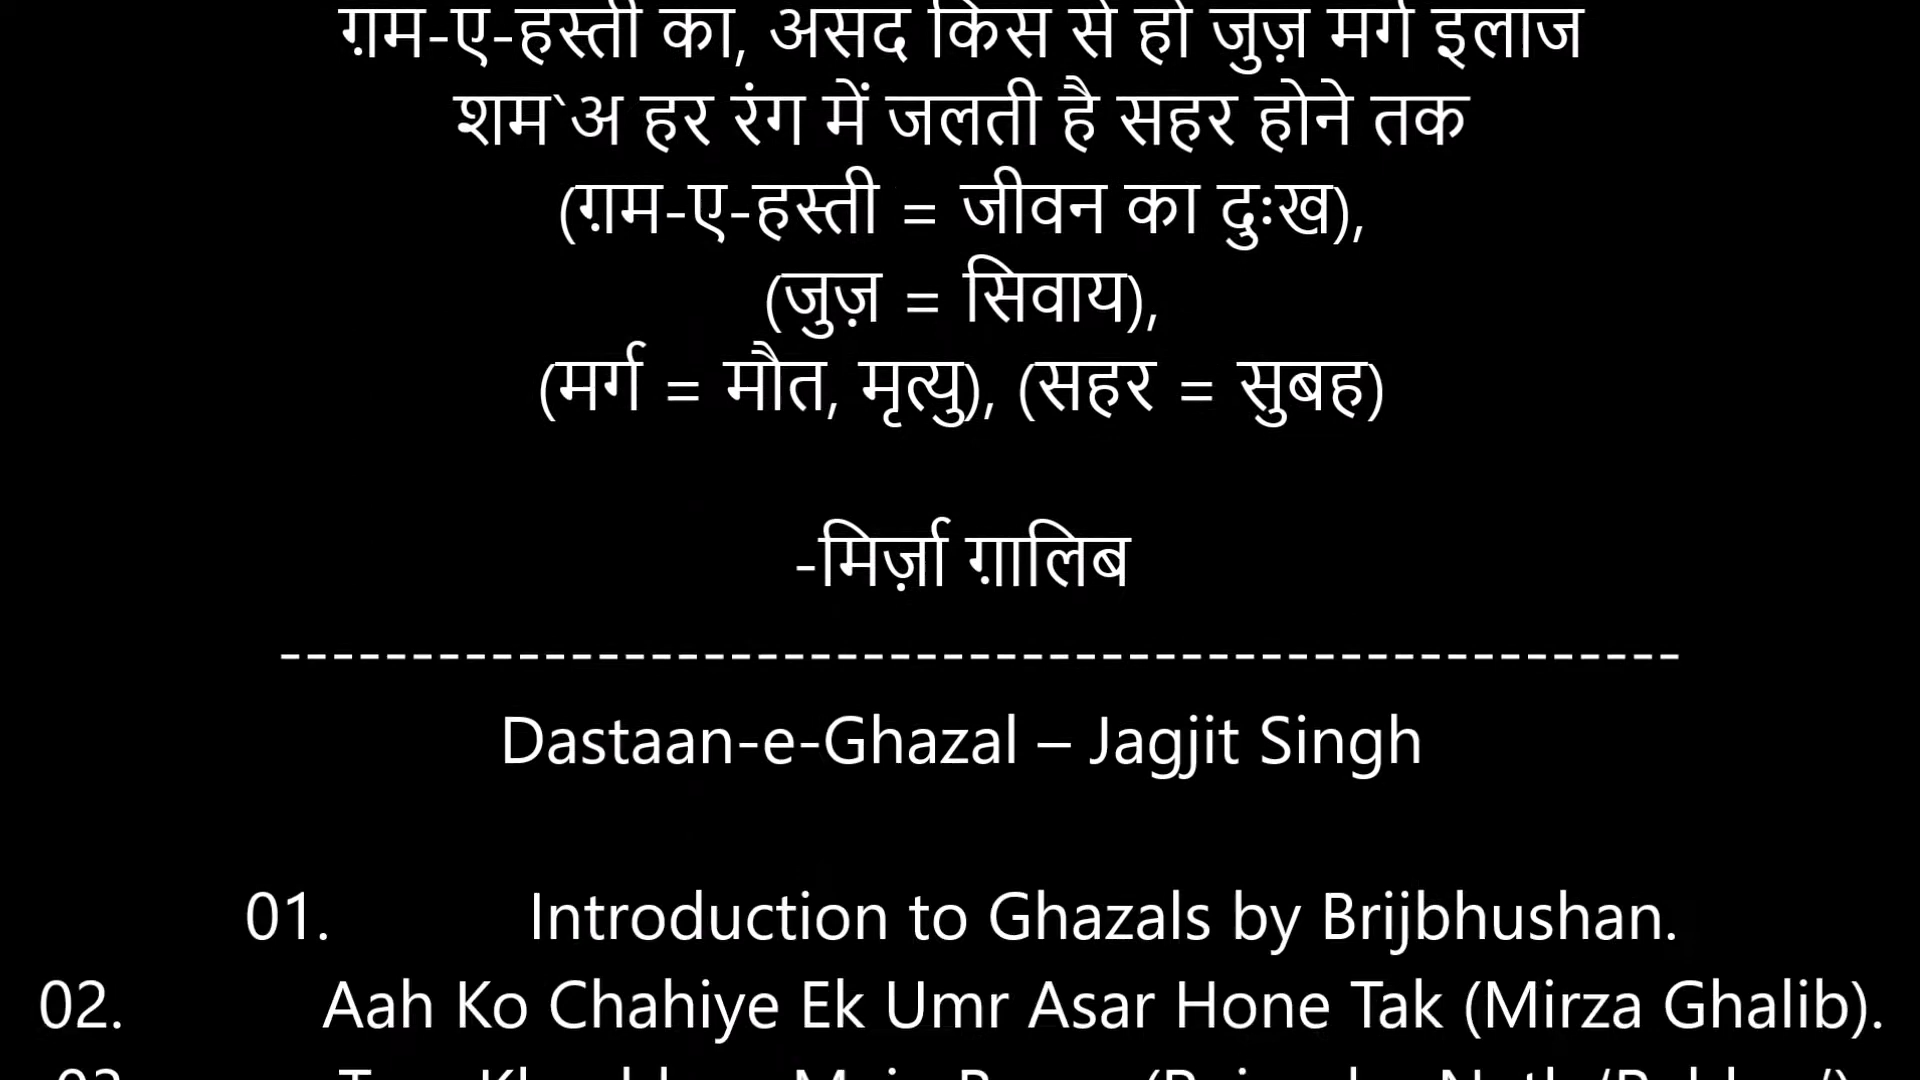 ग़म-ए-हस्ती का, असद किस से हो जुज़ मर्ग इलाज
शम`अ हर रंग में जलती है सहर होने तक
(ग़म-ए-हस्ती = जीवन का दुःख),
(जुज़ = सिवाय),
(मर्ग = मौत, मृत्यु), (सहर = सुबह)
-मिर्ज़ा ग़ालिब
-----------------------------------------------------
Dastaan-e-Ghazal – Jagjit Singh
01. Introduction to Ghazals by Brijbhushan.
02. Aah Ko Chahiye Ek Umr Asar Hone Tak (Mirza Ghalib).